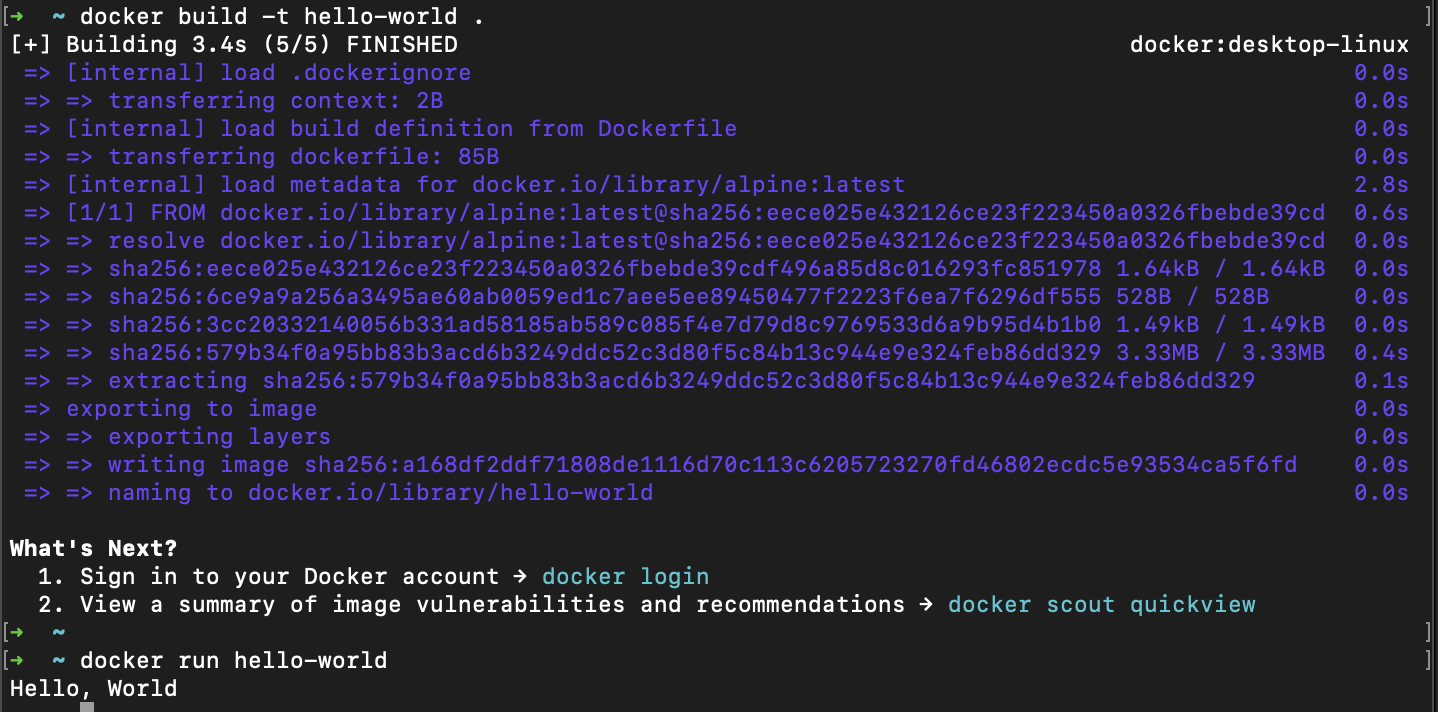 [➜  ~ docker build -t hello-world . ]
[+] Building 3.4s (5/5) FINISHED docker:desktop-linux
=> [internal] load .dockerignore 0.0s
=> => transferring context: 2B 0.0s
=> [internal] load build definition from Dockerfile 0.0s
=> => transferring dockerfile: 85B 0.0s
=> [internal] load metadata for docker.io/library/alpine:latest 2.8s
=> [1/1] FROM docker.io/library/alpine:latest@sha256:eece025e432126ce23f223450a0326fbebde39cd 0.6s
=> => resolve docker.io/library/alpine:latest@sha256:eece025e432126ce23f223450a0326fbebde39cd 0.0s
=> => sha256:eece025e432126ce23f223450a0326fbebde39cdf496a85d8c016293fc851978 1.64kB / 1.64kB 0.0s
=> => sha256:6ce9a9a256a3495ae60ab0059ed1c7aee5ee89450477f2223f6ea7f6296df555 528B / 528B 0.0s
=> => sha256:3cc20332140056b331ad58185ab589c085f4e7d79d8c9769533d6a9b95d4b1b0 1.49kB / 1.49kB 0.0s
=> => sha256:579b34f0a95bb83b3acd6b3249ddc52c3d80f5c84b13c944e9e324feb86dd329 3.33MB / 3.33MB 0.4s
=> => extracting sha256:579b34f0a95bb83b3acd6b3249ddc52c3d80f5c84b13c944e9e324feb86dd329 0.1s
=> exporting to image 0.0s
=> => exporting layers 0.0s
=> => writing image sha256:a168df2ddf71808de1116d70c113c6205723270fd46802ecdc5e93534ca5f6fd 0.0s
=> => naming to docker.io/library/hello-world 0.0s
What's Next?
1. Sign in to your Docker account → docker login
2. View a summary of image vulnerabilities and recommendations → docker scout quickview
[➜  ~ ]
[➜  ~ docker run hello-world ]
Hello, World